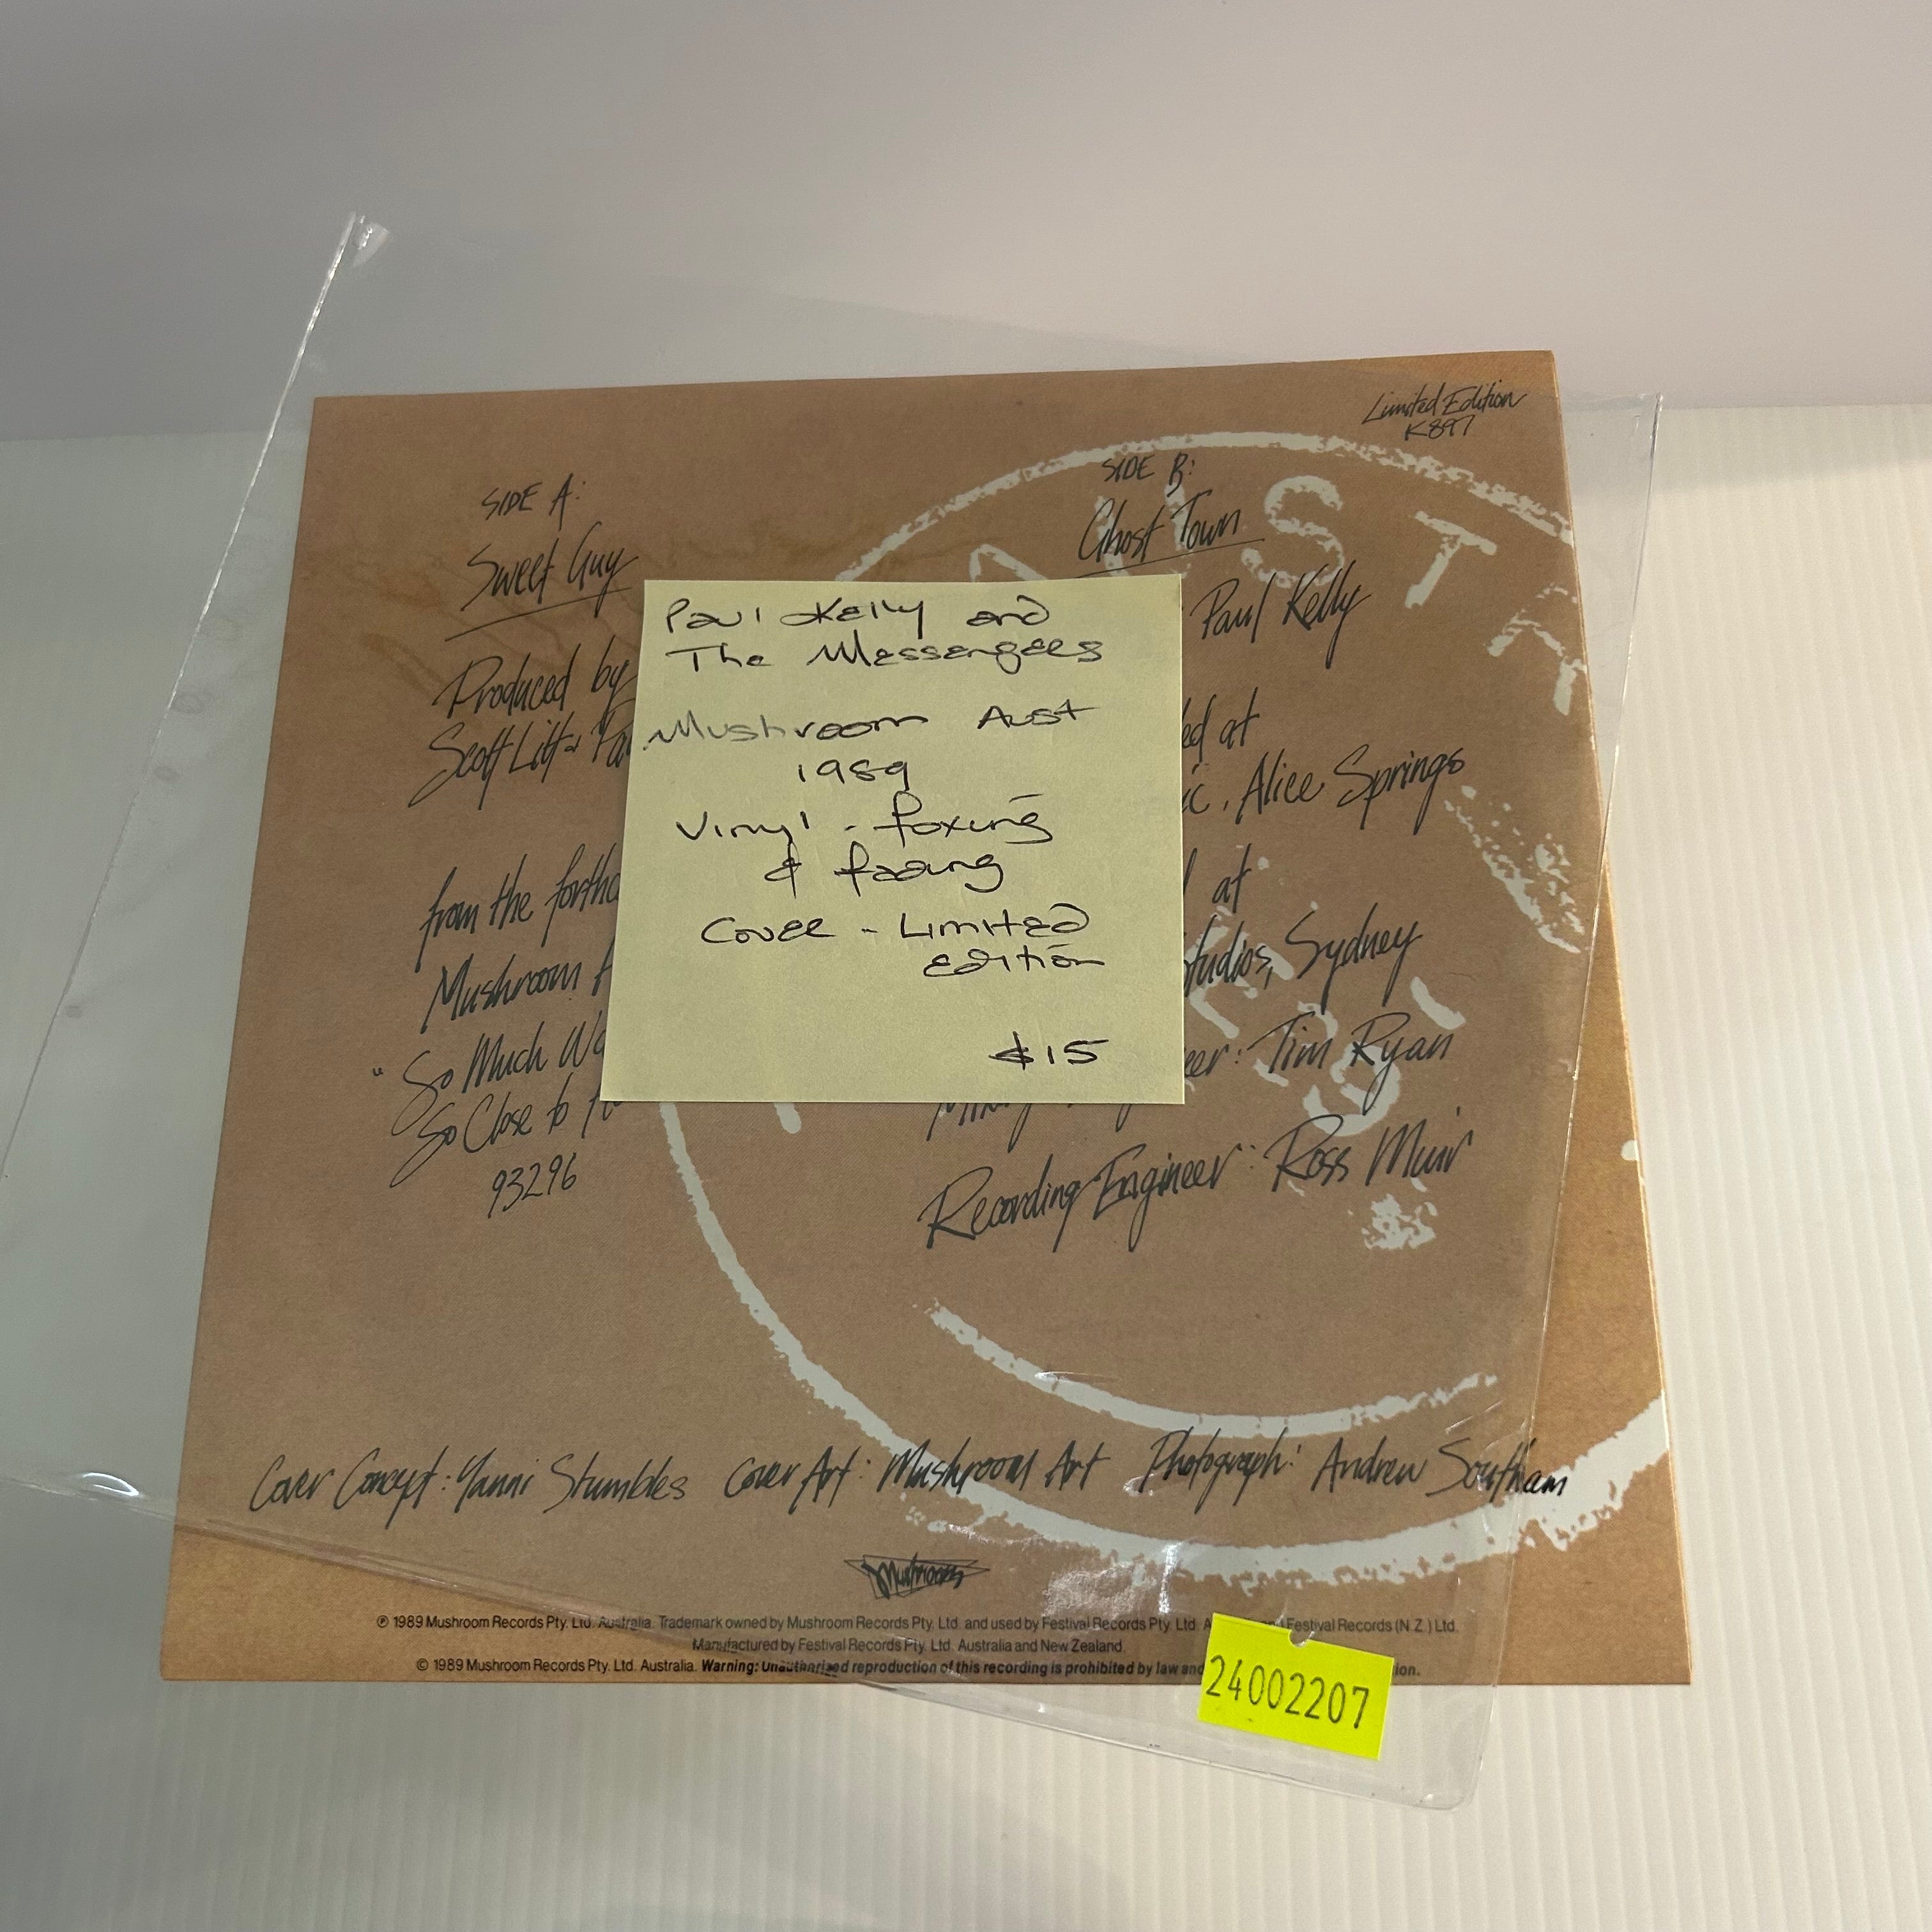 Limited Edition
K897
SIDE A:
Sweet Guy
Produced by
Scott Litt &
from the
Mushroom
"So Much
So Close to
93296
SIDE B:
Ghost Town
Paul Kelly
at
Alice Springs
at
Studios, Sydney
Tim Ryan
Recording Engineer: Ross Muir
AUST
Paul Kelly and
The Messengers
Mushroom Aust
1989
Vinyl - foxing
& fading
Cover - Limited
Edition
$15
Cover Concept: Yanni Stumbles Cover Art: Mushroom Art Photograph: Andrew Southam
Mushroom
℗ 1989 Mushroom Records Pty. Ltd. Australia. Trademark owned by Mushroom Records Pty. Ltd. and used by Festival Records Pty. Ltd. Festival Records (N.Z.) Ltd.
Manufactured by Festival Records Pty. Ltd. Australia and New Zealand.
© 1989 Mushroom Records Pty. Ltd. Australia. Warning: Unauthorized reproduction of this recording is prohibited by law and
24002207